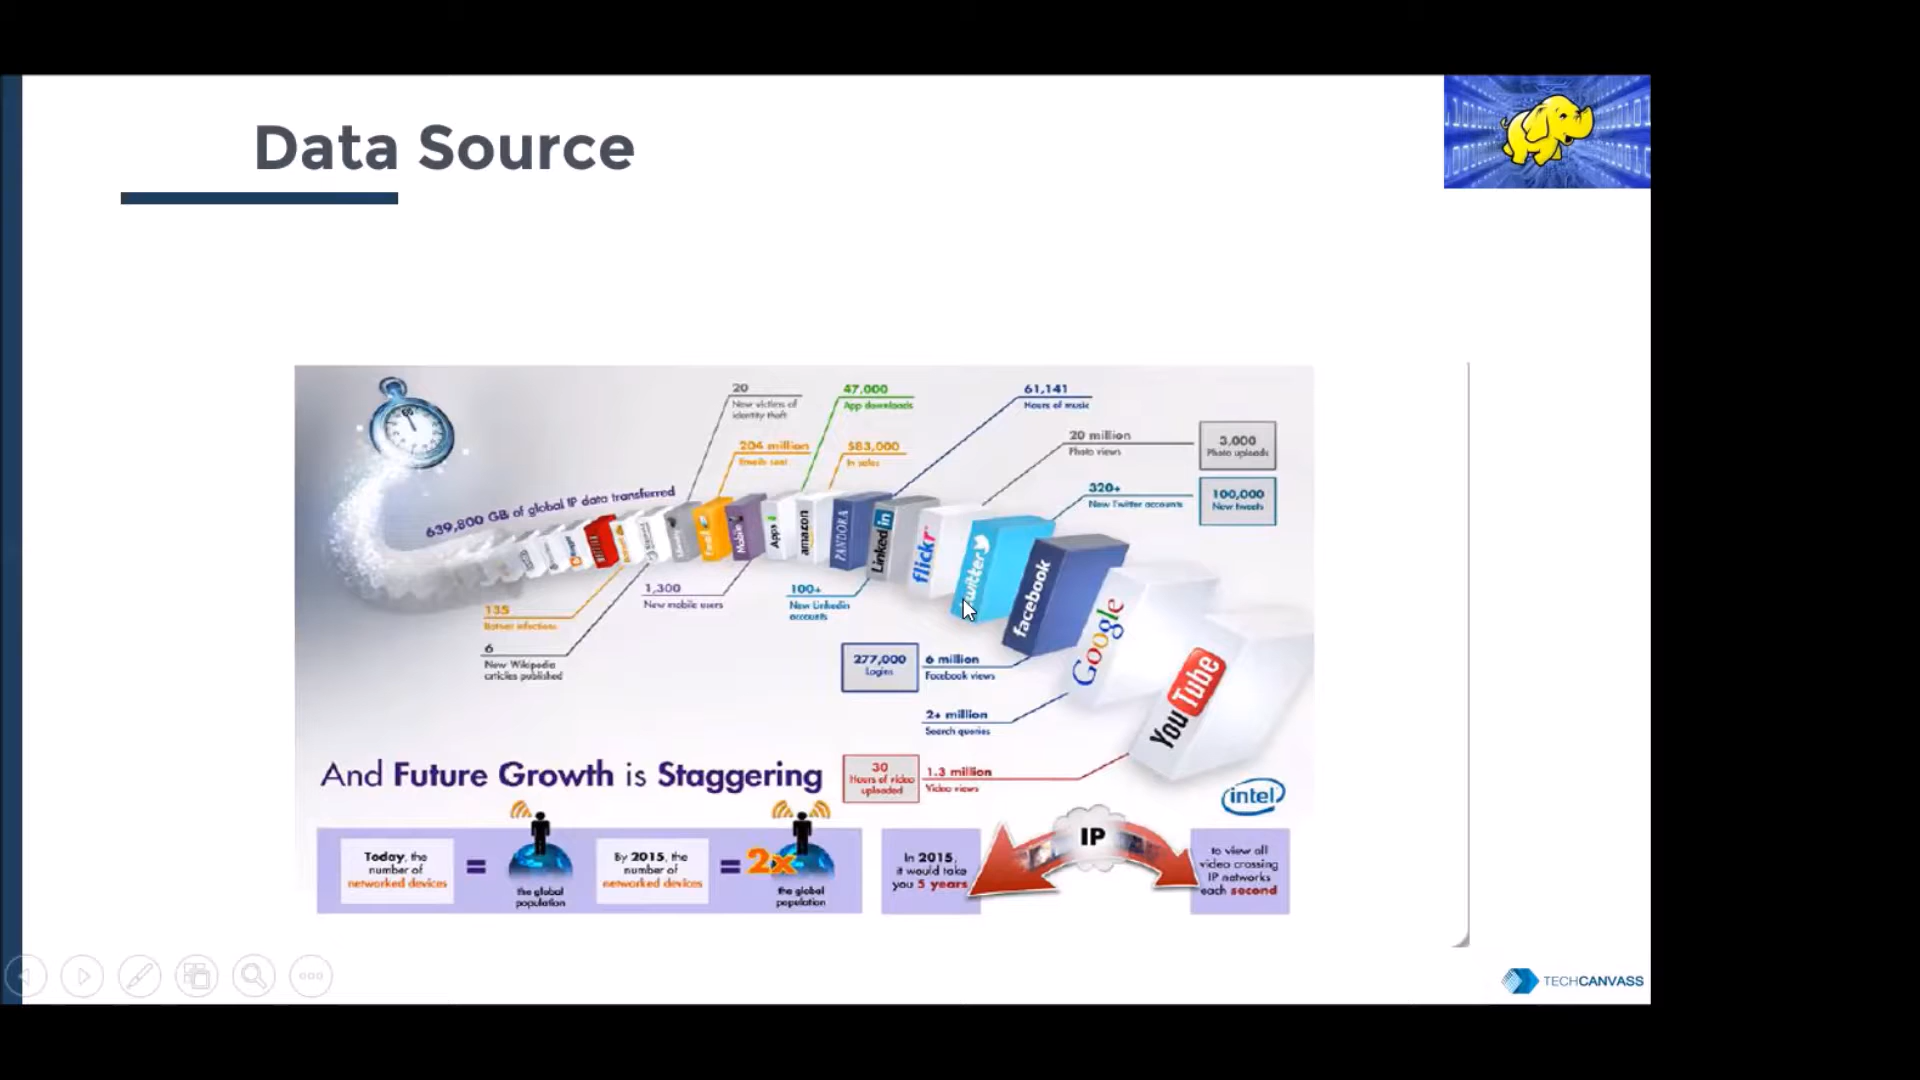 Data Source
20
New victims of
identity theft
47,000
App downloads
61,141
Hours of music
204 million
Emails sent
$83,000
In sales
20 million
Photo views
3,000
Photo uploads
320+
New Twitter accounts
100,000
New tweets
639,800 GB of global IP data transferred
Mobile
Apps
amazon
PANDORA
Linked in
flickr
twitter
facebook
Google
YouTube
135
Botnet infections
6
New Wikipedia
articles published
1,300
New mobile users
100+
New Linkedin
accounts
277,000
Logins
6 million
Facebook views
2+ million
Search queries
30
Hours of video
uploaded
1.3 million
Video views
And Future Growth is Staggering
intel
Today, the
number of
networked devices
=
the global
population
By 2015, the
number of
networked devices
= 2x
the global
population
In 2015,
it would take
you 5 years
IP
to view all
video crossing
IP networks
each second
TECHCANVASS